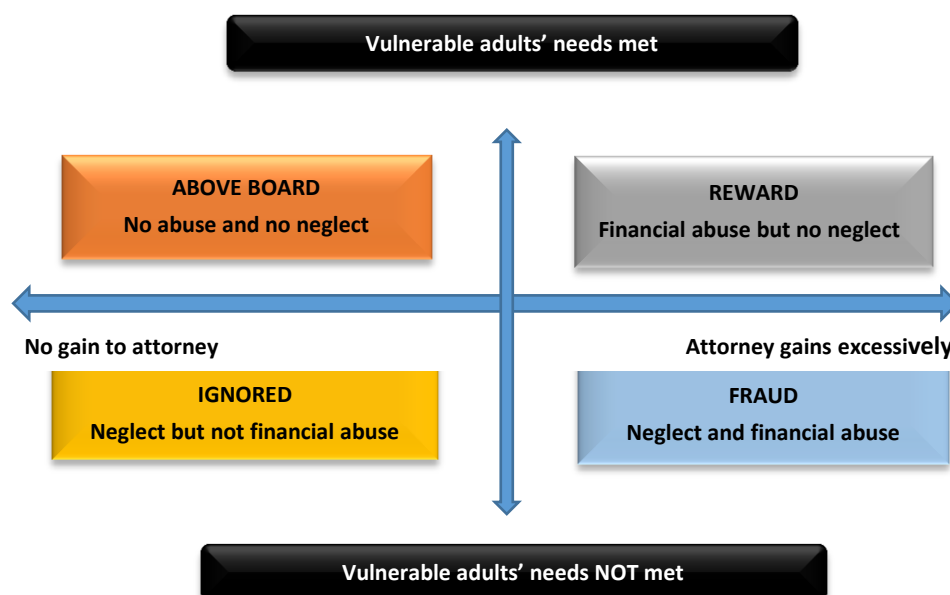 Vulnerable adults’ needs met
ABOVE BOARD
No abuse and no neglect
REWARD
Financial abuse but no neglect
No gain to attorney
Attorney gains excessively
IGNORED
Neglect but not financial abuse
FRAUD
Neglect and financial abuse
Vulnerable adults’ needs NOT met